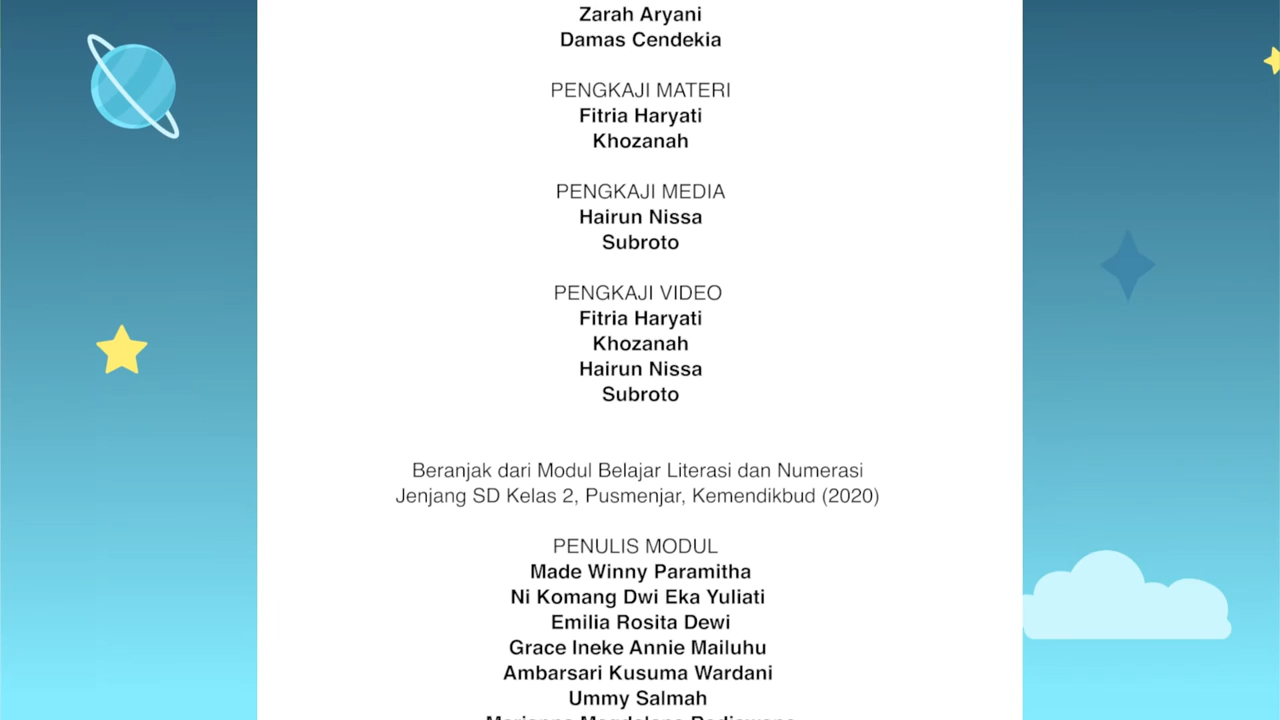 Zarah Aryani
Damas Cendekia
PENGKAJI MATERI
Fitria Haryati
Khozanah
PENGKAJI MEDIA
Hairun Nissa
Subroto
PENGKAJI VIDEO
Fitria Haryati
Khozanah
Hairun Nissa
Subroto
Beranjak dari Modul Belajar Literasi dan Numerasi
Jenjang SD Kelas 2, Pusmenjar, Kemendikbud (2020)
PENULIS MODUL
Made Winny Paramitha
Ni Komang Dwi Eka Yuliati
Emilia Rosita Dewi
Grace Ineke Annie Mailuhu
Ambarsari Kusuma Wardani
Ummy Salmah